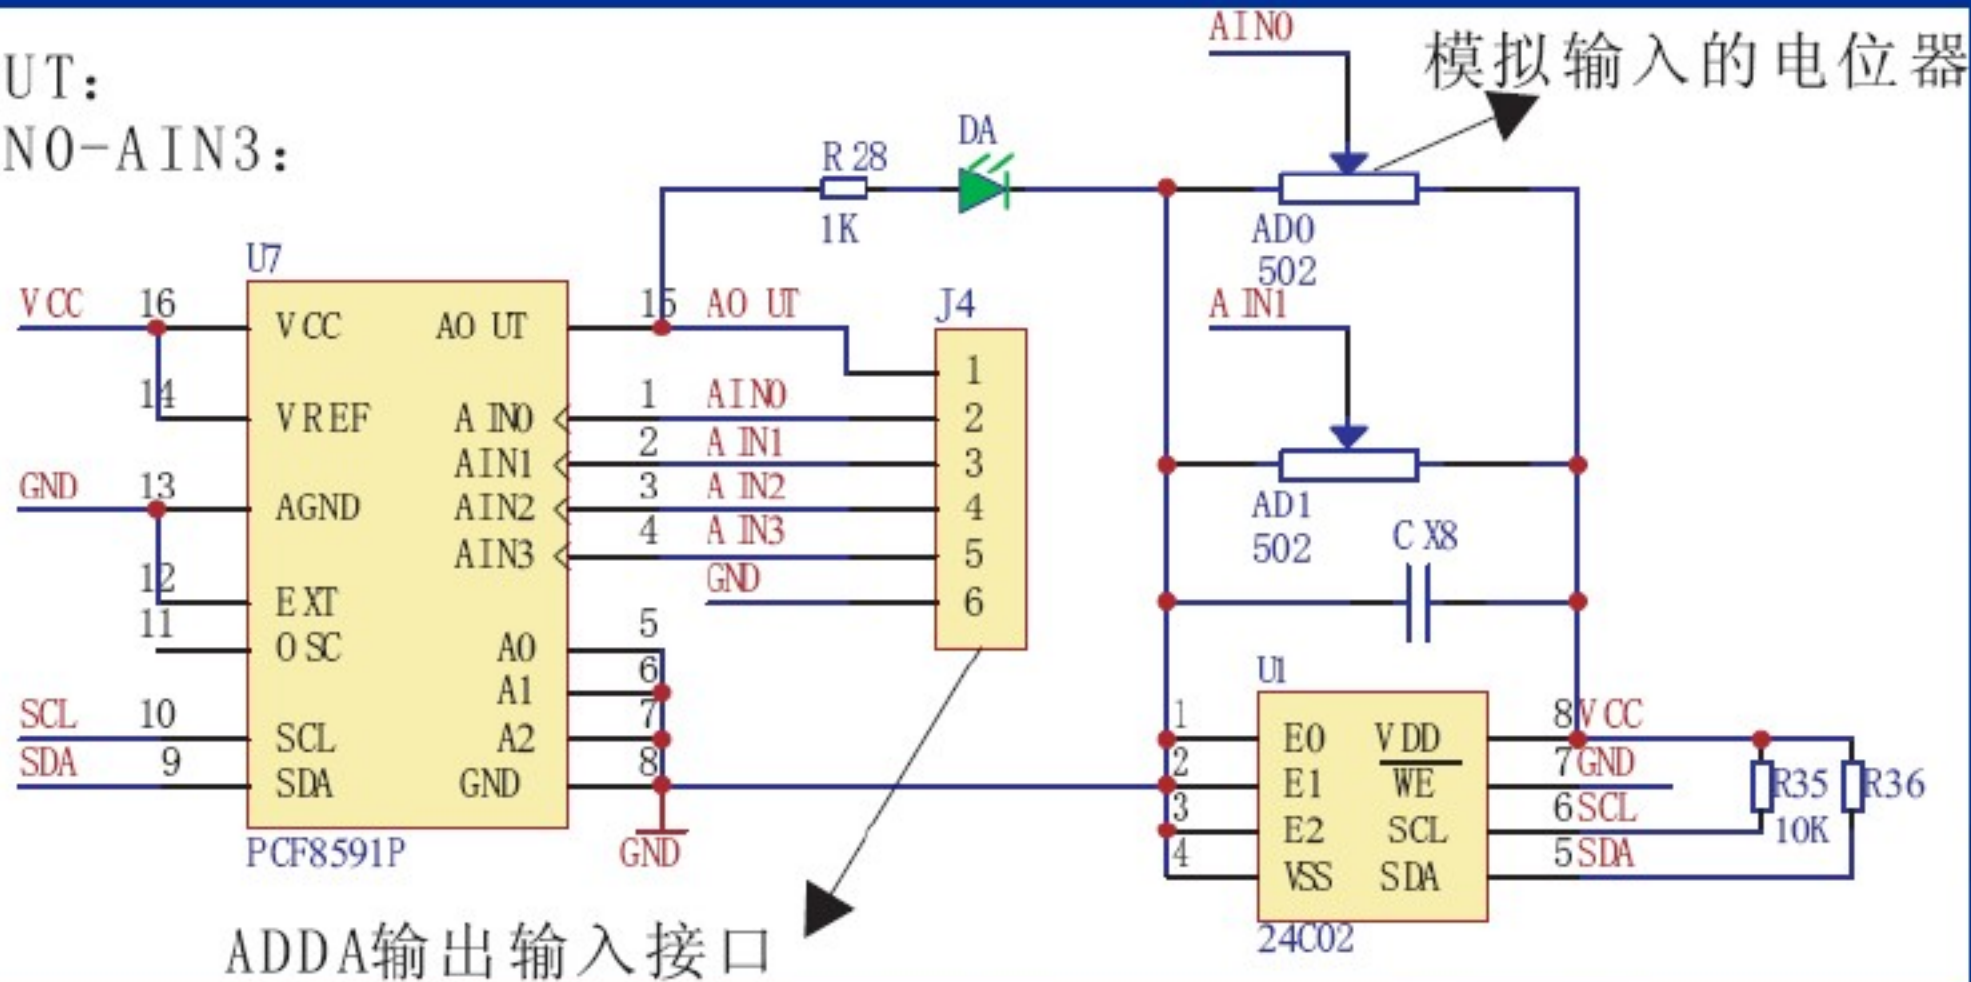 UT:
N0-AIN3:
AIN0
模拟输入的电位器
DA
R28
1K
AD0
502
U7
VCC
16
VCC
AOUT
15
AOUT
J4
AIN1
1
14
VREF
AIN0
1
AIN0
2
AIN1
2
AIN1
3
GND
13
AGND
AIN2
3
AIN2
4
AD1
502
AIN3
4
AIN3
5
CX8
12
EXT
GND
6
11
OSC
A0
5
A1
6
U1
SCL
10
SCL
A2
7
1
E0
VDD
8
VCC
SDA
9
SDA
GND
8
2
E1
WE
7
GND
R35
R36
3
E2
SCL
6
SCL
10K
PCF8591P
GND
4
VSS
SDA
5
SDA
24C02
ADDA输出输入接口